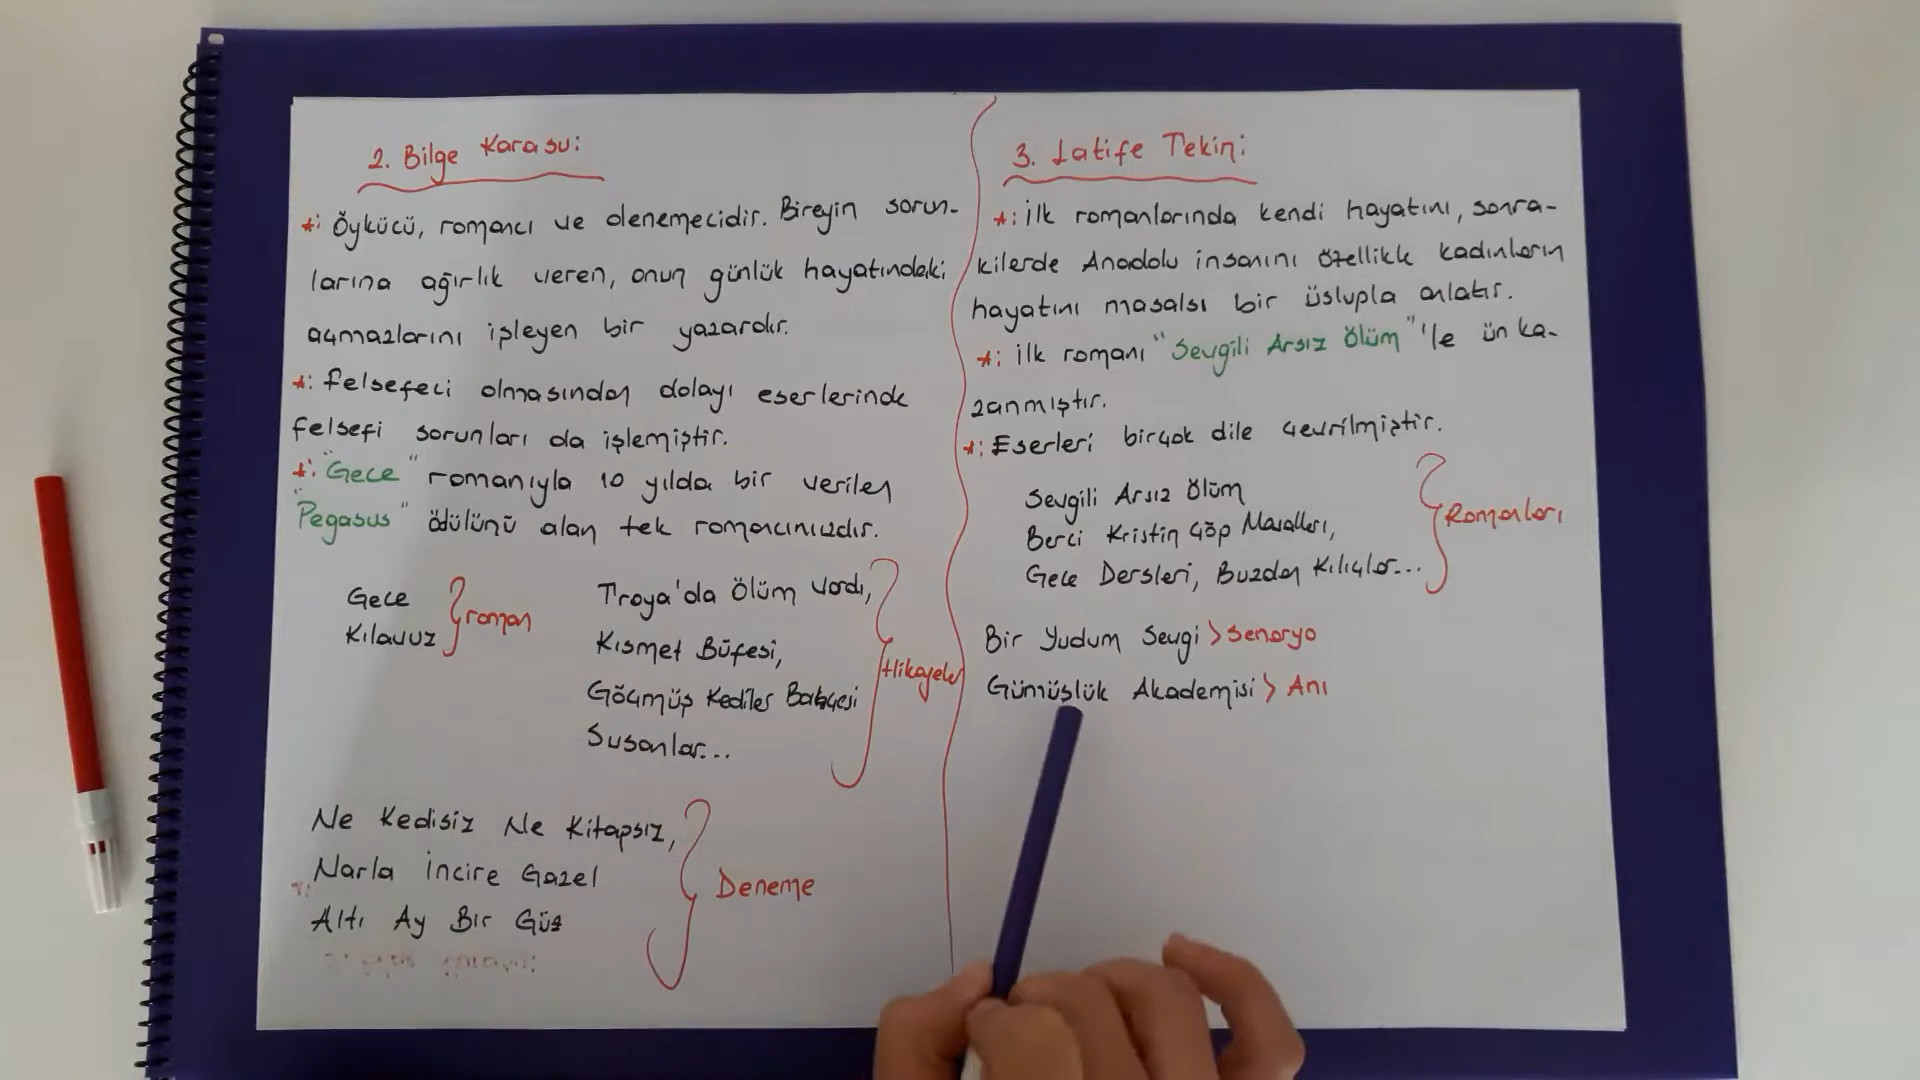 2. Bilge Karasu:
*: Öykücü, romancı ve denemecidir. Bireyin sorun-
larına ağırlık veren, onun günlük hayatındaki
açmazlarını işleyen bir yazardır.
*: Felsefeci olmasından dolayı eserlerinde
felsefi sorunları da işlemiştir.
*: "Gece" romanıyla 10 yılda bir verilen
"Pegasus" ödülünü alan tek romancımızdır.
Gece
Kılavuz
roman
Troya'da Ölüm Vardı,
Kısmet Büfesi,
Göçmüş Kediler Bahçesi
Susanlar...
Hikayeler
Ne Kedisiz Ne Kitapsız,
Narla İncire Gazel
Altı Ay Bir Güz
Deneme
3. Latife Tekin:
*: İlk romanlarında kendi hayatını, sonra-
kilerde Anadolu insanını özellikle kadınların
hayatını masalsı bir üslupla anlatır.
*: İlk romanı "Sevgili Arsız Ölüm"'le ün ka-
zanmıştır.
*: Eserleri birçok dile çevrilmiştir.
Sevgili Arsız Ölüm
Berci Kristin Çöp Masalları,
Gece Dersleri, Buzdan Kılıçlar...
Romanları
Bir Yudum Sevgi > Senaryo
Gümüşlük Akademisi > Anı